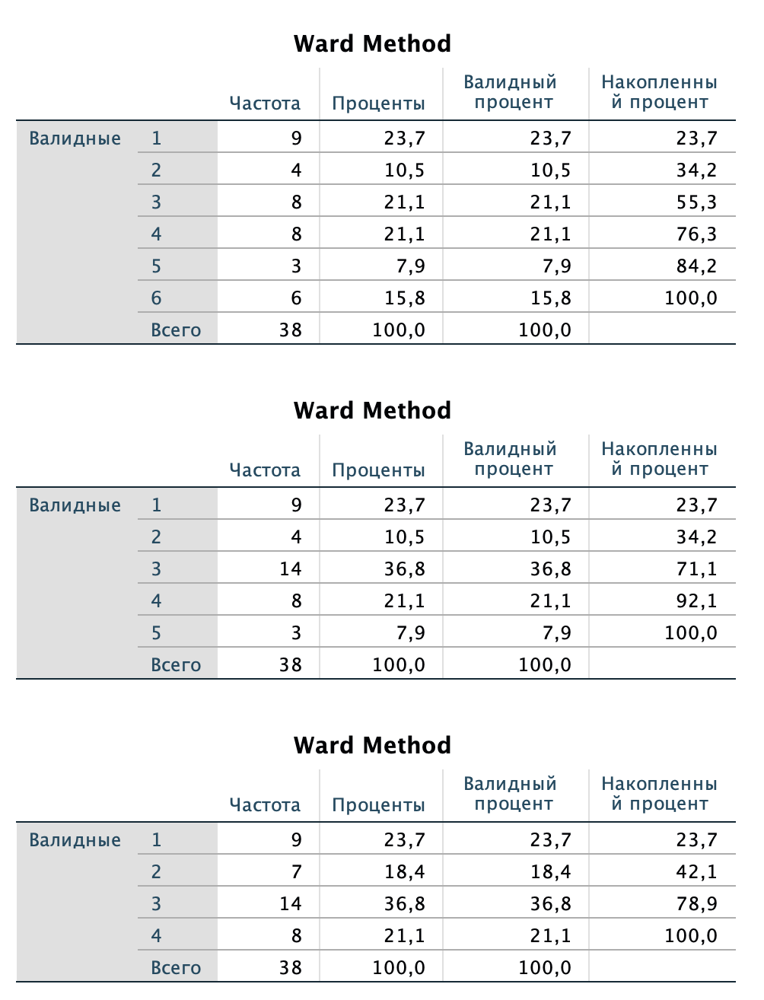 Ward Method
Частота Проценты Валидный процент Накопленны й процент
Валидные 1 9 23,7 23,7 23,7
2 4 10,5 10,5 34,2
3 8 21,1 21,1 55,3
4 8 21,1 21,1 76,3
5 3 7,9 7,9 84,2
6 6 15,8 15,8 100,0
Всего 38 100,0 100,0
Ward Method
Частота Проценты Валидный процент Накопленны й процент
Валидные 1 9 23,7 23,7 23,7
2 4 10,5 10,5 34,2
3 14 36,8 36,8 71,1
4 8 21,1 21,1 92,1
5 3 7,9 7,9 100,0
Всего 38 100,0 100,0
Ward Method
Частота Проценты Валидный процент Накопленны й процент
Валидные 1 9 23,7 23,7 23,7
2 7 18,4 18,4 42,1
3 14 36,8 36,8 78,9
4 8 21,1 21,1 100,0
Всего 38 100,0 100,0